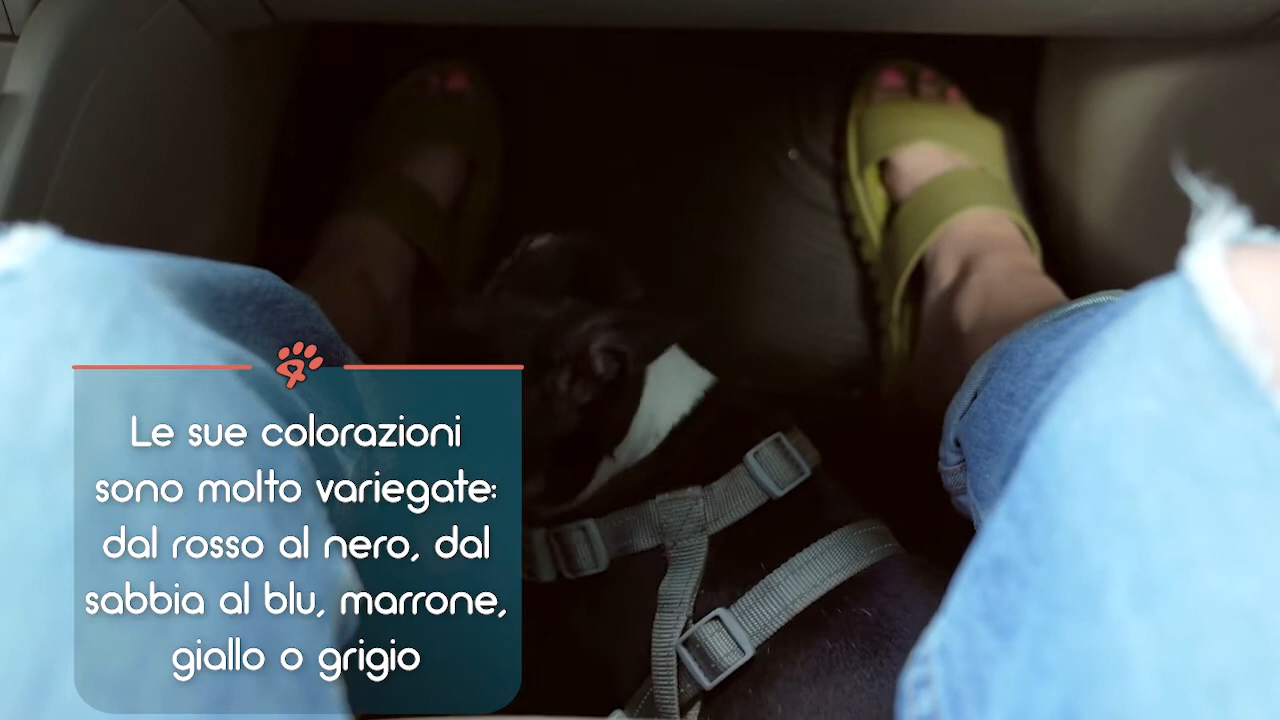 Le sue colorazioni
sono molto variegate:
dal rosso al nero, dal
sabbia al blu, marrone,
giallo o grigio